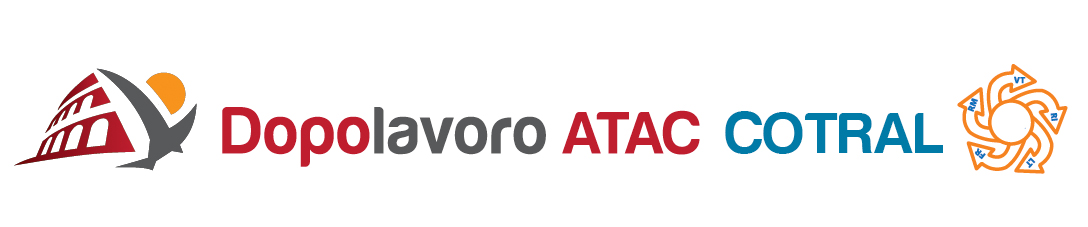 Dopolavoro ATAC COTRAL
VT
RI
LT
FR
RM